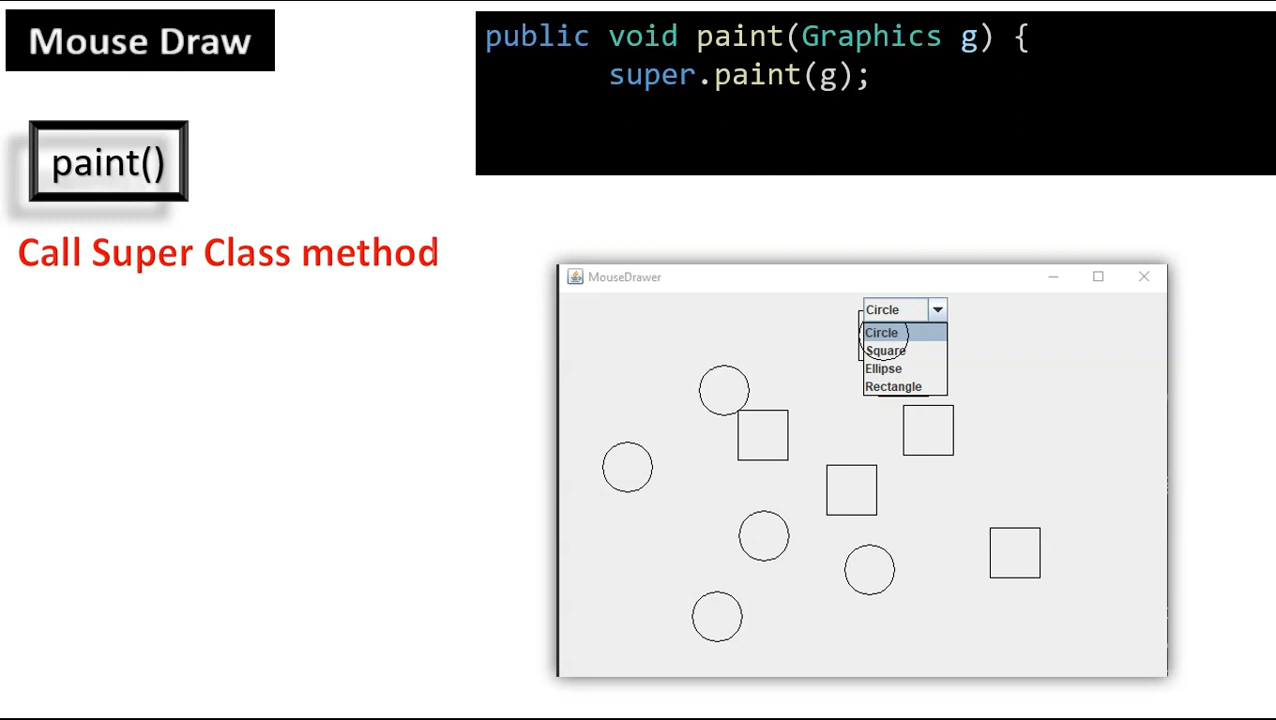 Mouse Draw
public void paint(Graphics g) {
super.paint(g);
paint()
Call Super Class method
MouseDrawer
Circle
Circle
Square
Ellipse
Rectangle